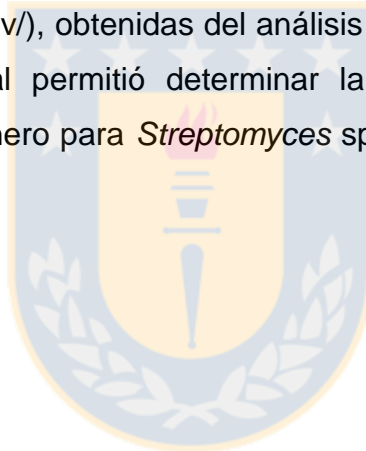 v/), obtenidas del análisis
al permitió determinar la
nero para Streptomyces sp